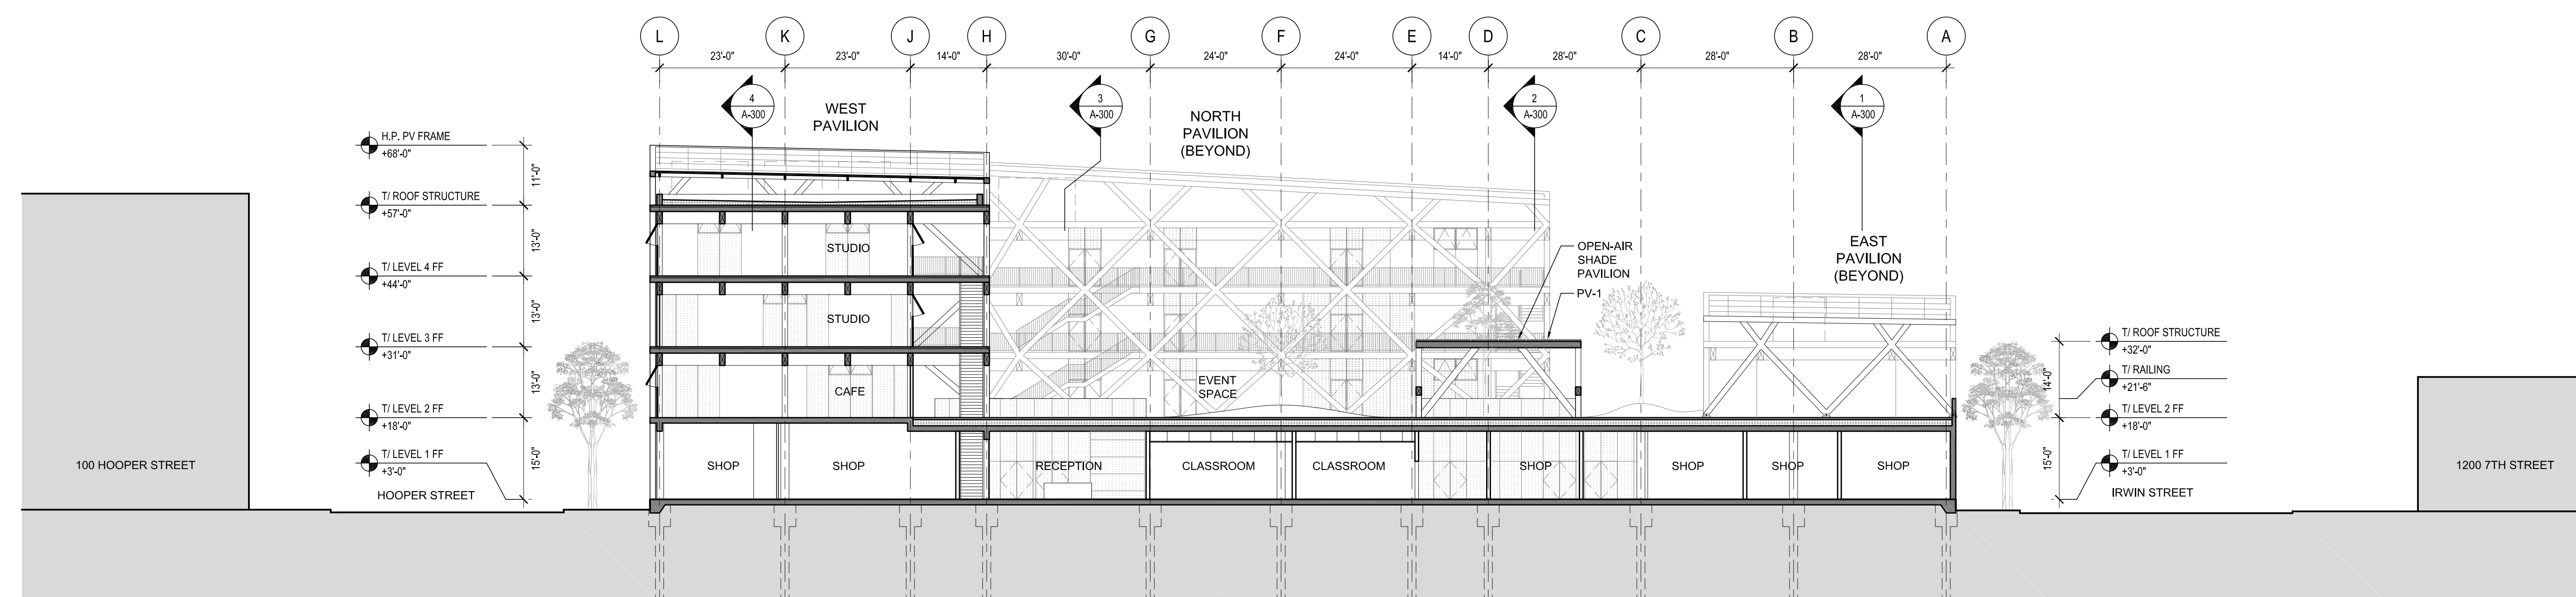 L K J H G F E D C B A
23'-0" 23'-0" 14'-0" 30'-0" 24'-0" 24'-0" 14'-0" 28'-0" 28'-0" 28'-0"
4
A-300
3
A-300
2
A-300
1
A-300
WEST
PAVILION
NORTH
PAVILION
(BEYOND)
EAST
PAVILION
(BEYOND)
H.P. PV FRAME
+68'-0"
T/ ROOF STRUCTURE
+57'-0"
T/ LEVEL 4 FF
+44'-0"
T/ LEVEL 3 FF
+31'-0"
T/ LEVEL 2 FF
+18'-0"
T/ LEVEL 1 FF
+3'-0"
HOOPER STREET
11'-0"
13'-0"
13'-0"
13'-0"
15'-0"
100 HOOPER STREET
STUDIO
STUDIO
CAFE
EVENT
SPACE
OPEN-AIR
SHADE
PAVILION
PV-1
SHOP SHOP RECEPTION CLASSROOM CLASSROOM SHOP SHOP SHOP SHOP
14'-0"
15'-0"
T/ ROOF STRUCTURE
+32'-0"
T/ RAILING
+21'-6"
T/ LEVEL 2 FF
+18'-0"
T/ LEVEL 1 FF
+3'-0"
IRWIN STREET
1200 7TH STREET